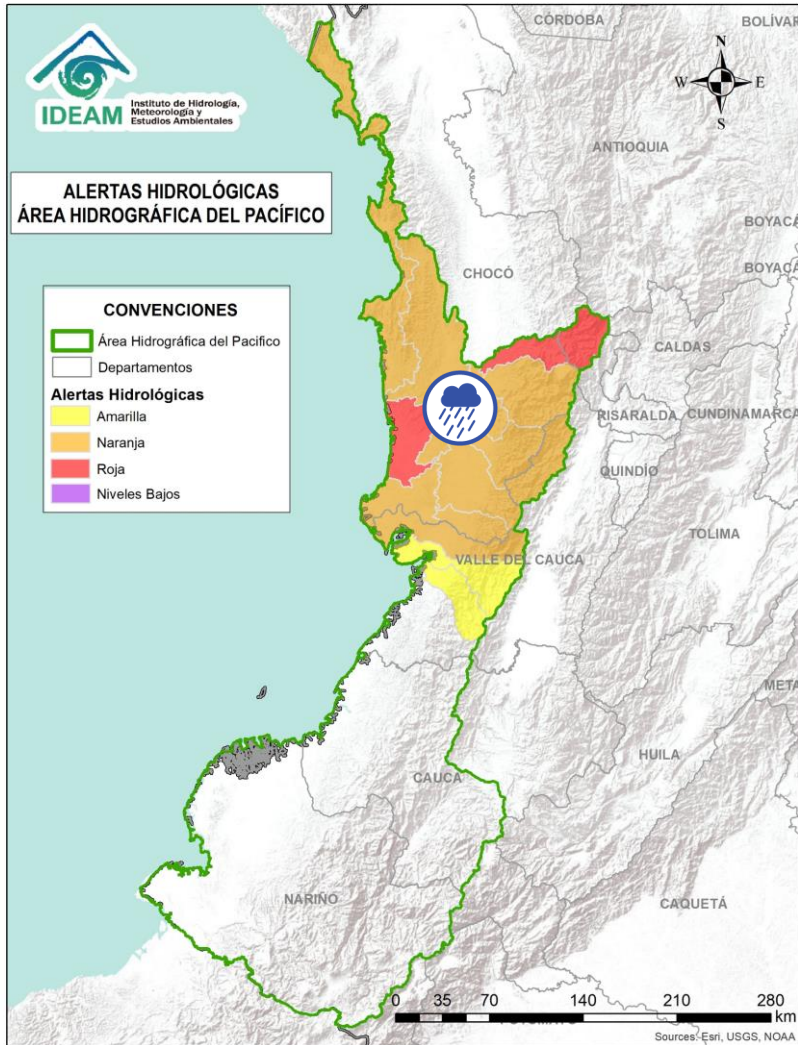 CÓRDOBA
BOLÍVAR
N
W E
S
IDEAM
Instituto de Hidrología,
Meteorología y
Estudios Ambientales
ANTIOQUIA
ALERTAS HIDROLÓGICAS
ÁREA HIDROGRÁFICA DEL PACÍFICO
BOYACÁ
BOYACÁ
CHOCÓ
CONVENCIONES
Área Hidrográfica del Pacifico
Departamentos
Alertas Hidrológicas
Amarilla
Naranja
Roja
Niveles Bajos
CALDAS
RISARALDA
CUNDINAMARCA
QUINDÍO
TOLIMA
VALLE DEL CAUCA
META
HUILA
CAUCA
NARIÑO
CAQUETÁ
0 35 70 140 210 280
km
Sources: Esri, USGS, NOAA